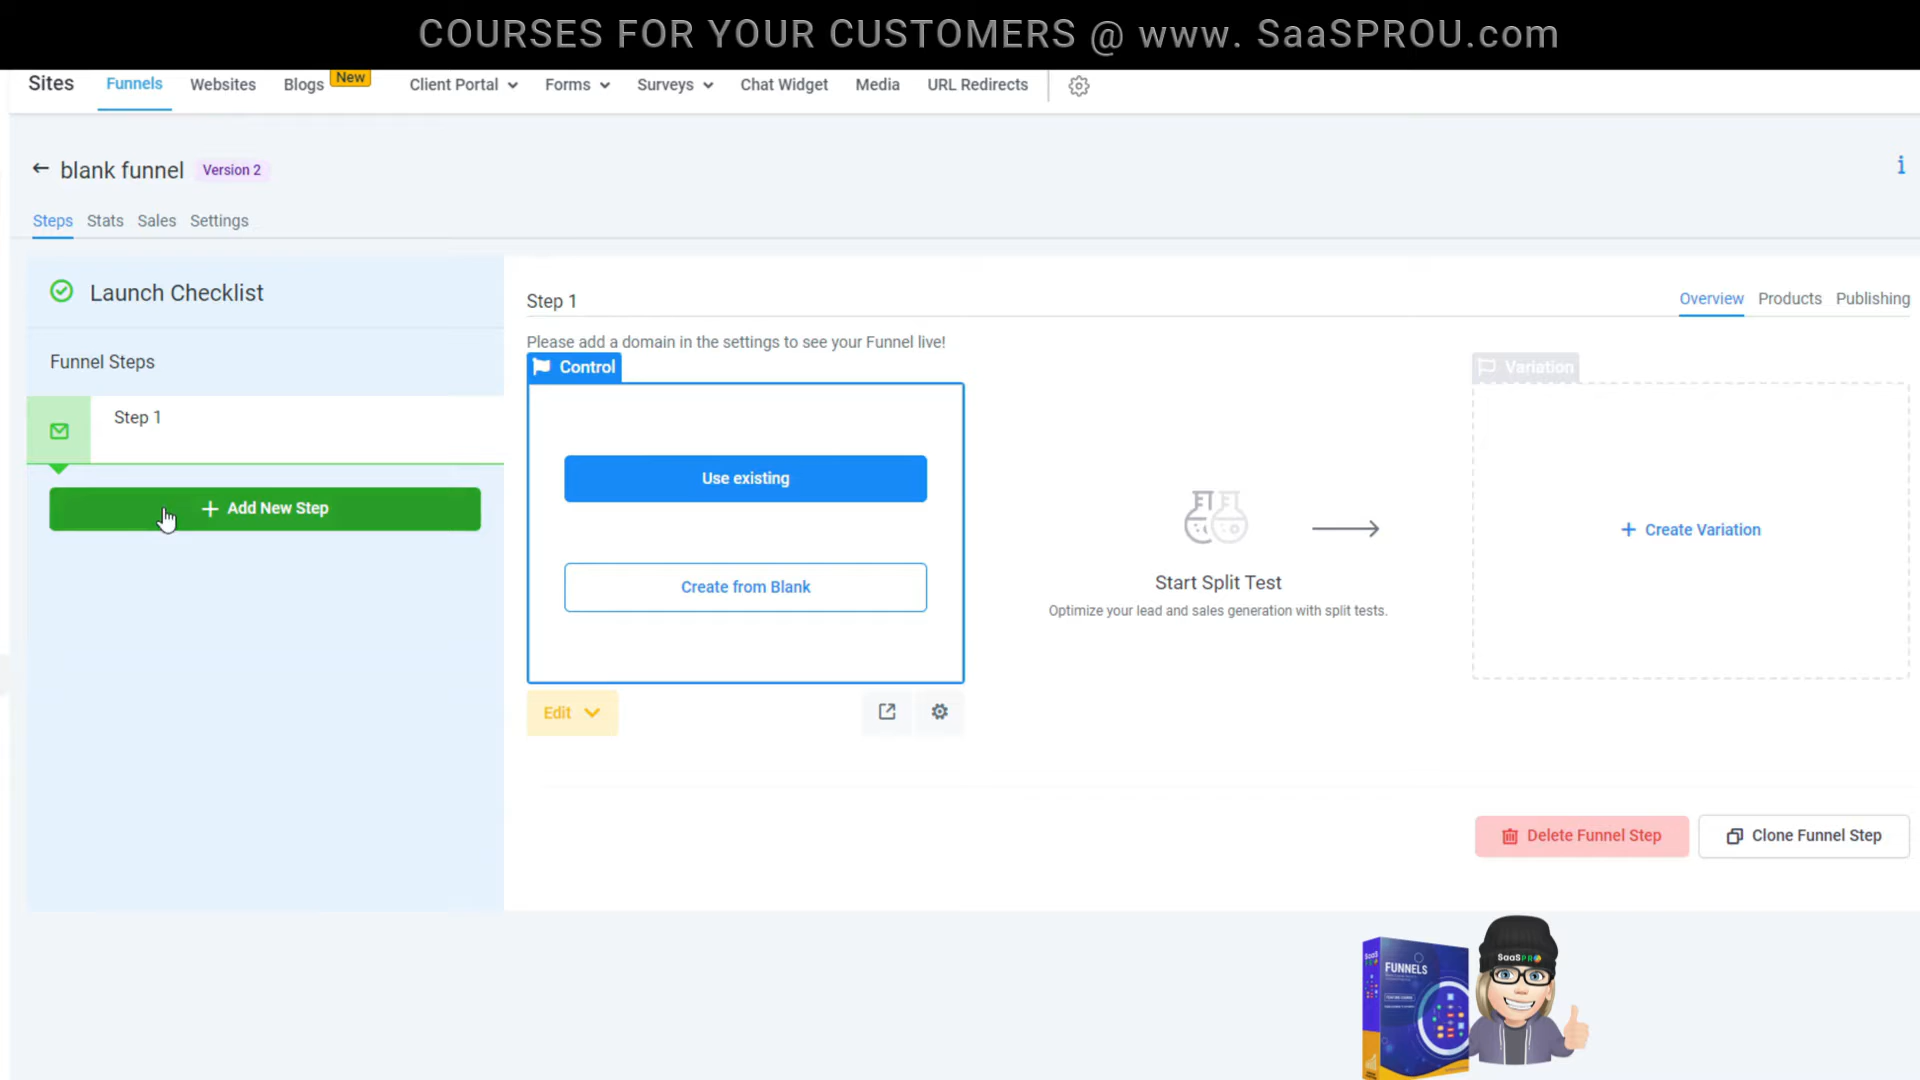 COURSES FOR YOUR CUSTOMERS @ www. SaaSPROU.com
Sites Funnels Websites Blogs New Client Portal Forms Surveys Chat Widget Media URL Redirects
blank funnel Version 2
Steps Stats Sales Settings
Launch Checklist
Funnel Steps
Step 1
+ Add New Step
Step 1
Overview Products Publishing
Please add a domain in the settings to see your Funnel live!
Control
Use existing
Create from Blank
Edit
Start Split Test
Optimize your lead and sales generation with split tests.
Variation
+ Create Variation
Delete Funnel Step
Clone Funnel Step
FUNNELS
SaaSPRO